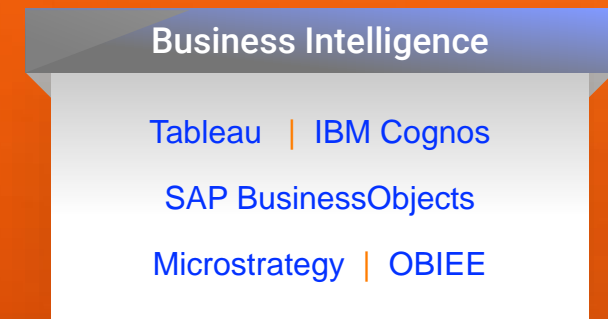 Business Intelligence
Tableau | IBM Cognos
SAP BusinessObjects
Microstrategy | OBIEE